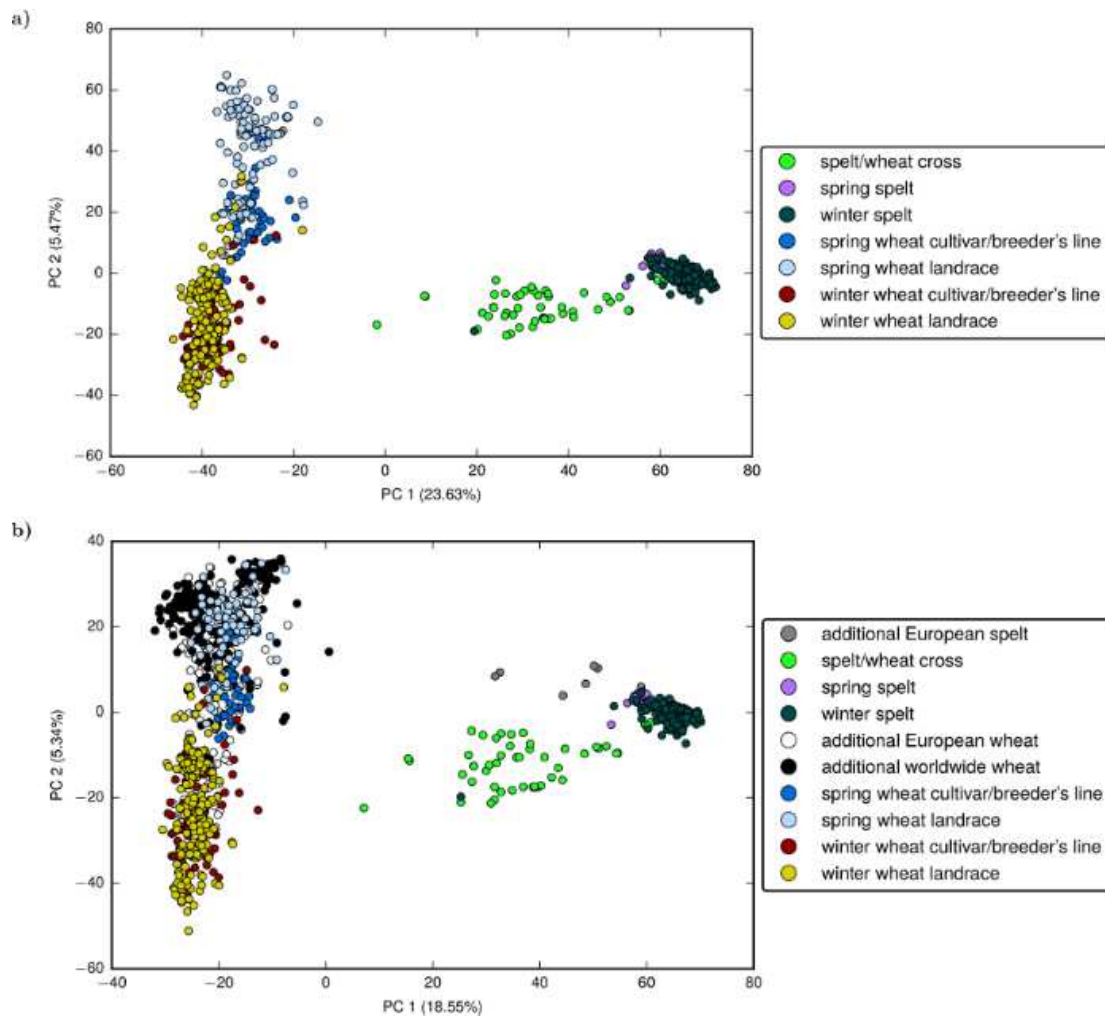 a)
80
60
40
20
0
−20
−40
−60
PC 2 (5.47%)
−60 −40 −20 0 20 40 60 80
PC 1 (23.63%)
spelt/wheat cross
spring spelt
winter spelt
spring wheat cultivar/breeder's line
spring wheat landrace
winter wheat cultivar/breeder's line
winter wheat landrace
b)
40
20
0
−20
−40
−60
PC 2 (5.34%)
−40 −20 0 20 40 60 80
PC 1 (18.55%)
additional European spelt
spelt/wheat cross
spring spelt
winter spelt
additional European wheat
additional worldwide wheat
spring wheat cultivar/breeder's line
spring wheat landrace
winter wheat cultivar/breeder's line
winter wheat landrace